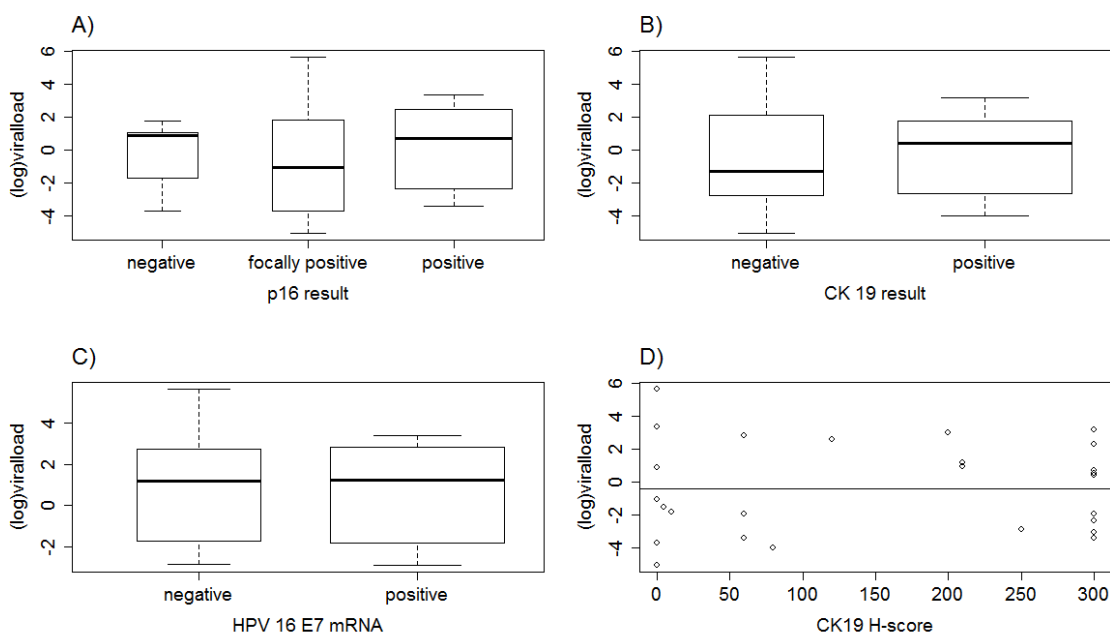 A)
(log)viralload
6
4
2
0
-2
-4
negative focally positive positive
p16 result
B)
(log)viralload
6
4
2
0
-2
-4
negative positive
CK 19 result
C)
(log)viralload
4
2
0
-2
negative positive
HPV 16 E7 mRNA
D)
(log)viralload
6
4
2
0
-2
-4
0 50 100 150 200 250 300
CK19 H-score